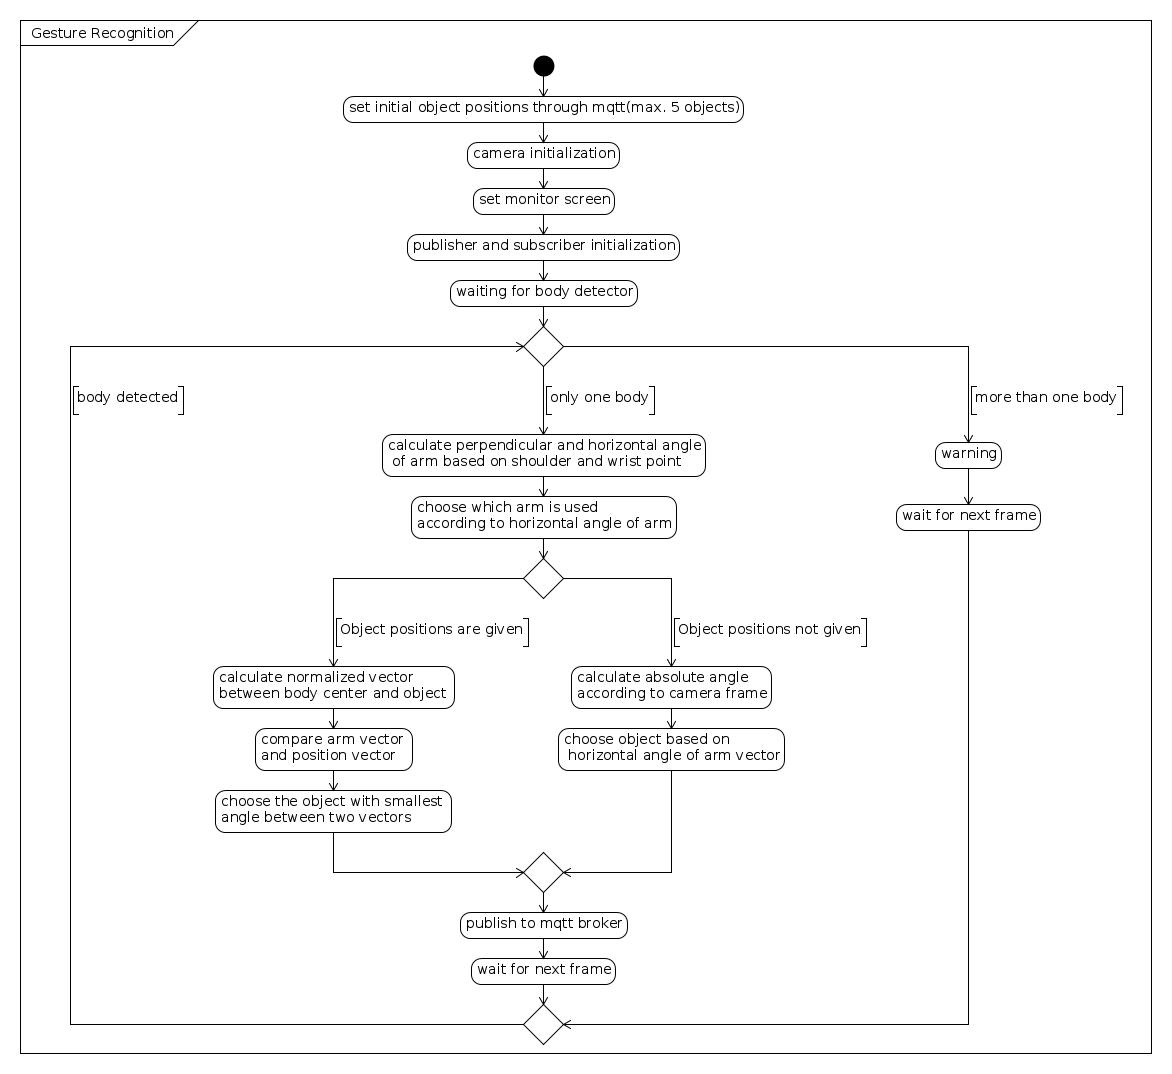 Gesture Recognition
set initial object positions through mqtt(max. 5 objects)
camera initialization
set monitor screen
publisher and subscriber initialization
waiting for body detector
[body detected]
[only one body]
[more than one body]
calculate perpendicular and horizontal angle
of arm based on shoulder and wrist point
warning
choose which arm is used
according to horizontal angle of arm
wait for next frame
[Object positions are given]
[Object positions not given]
calculate normalized vector
between body center and object
calculate absolute angle
according to camera frame
compare arm vector
and position vector
choose object based on
horizontal angle of arm vector
choose the object with smallest
angle between two vectors
publish to mqtt broker
wait for next frame